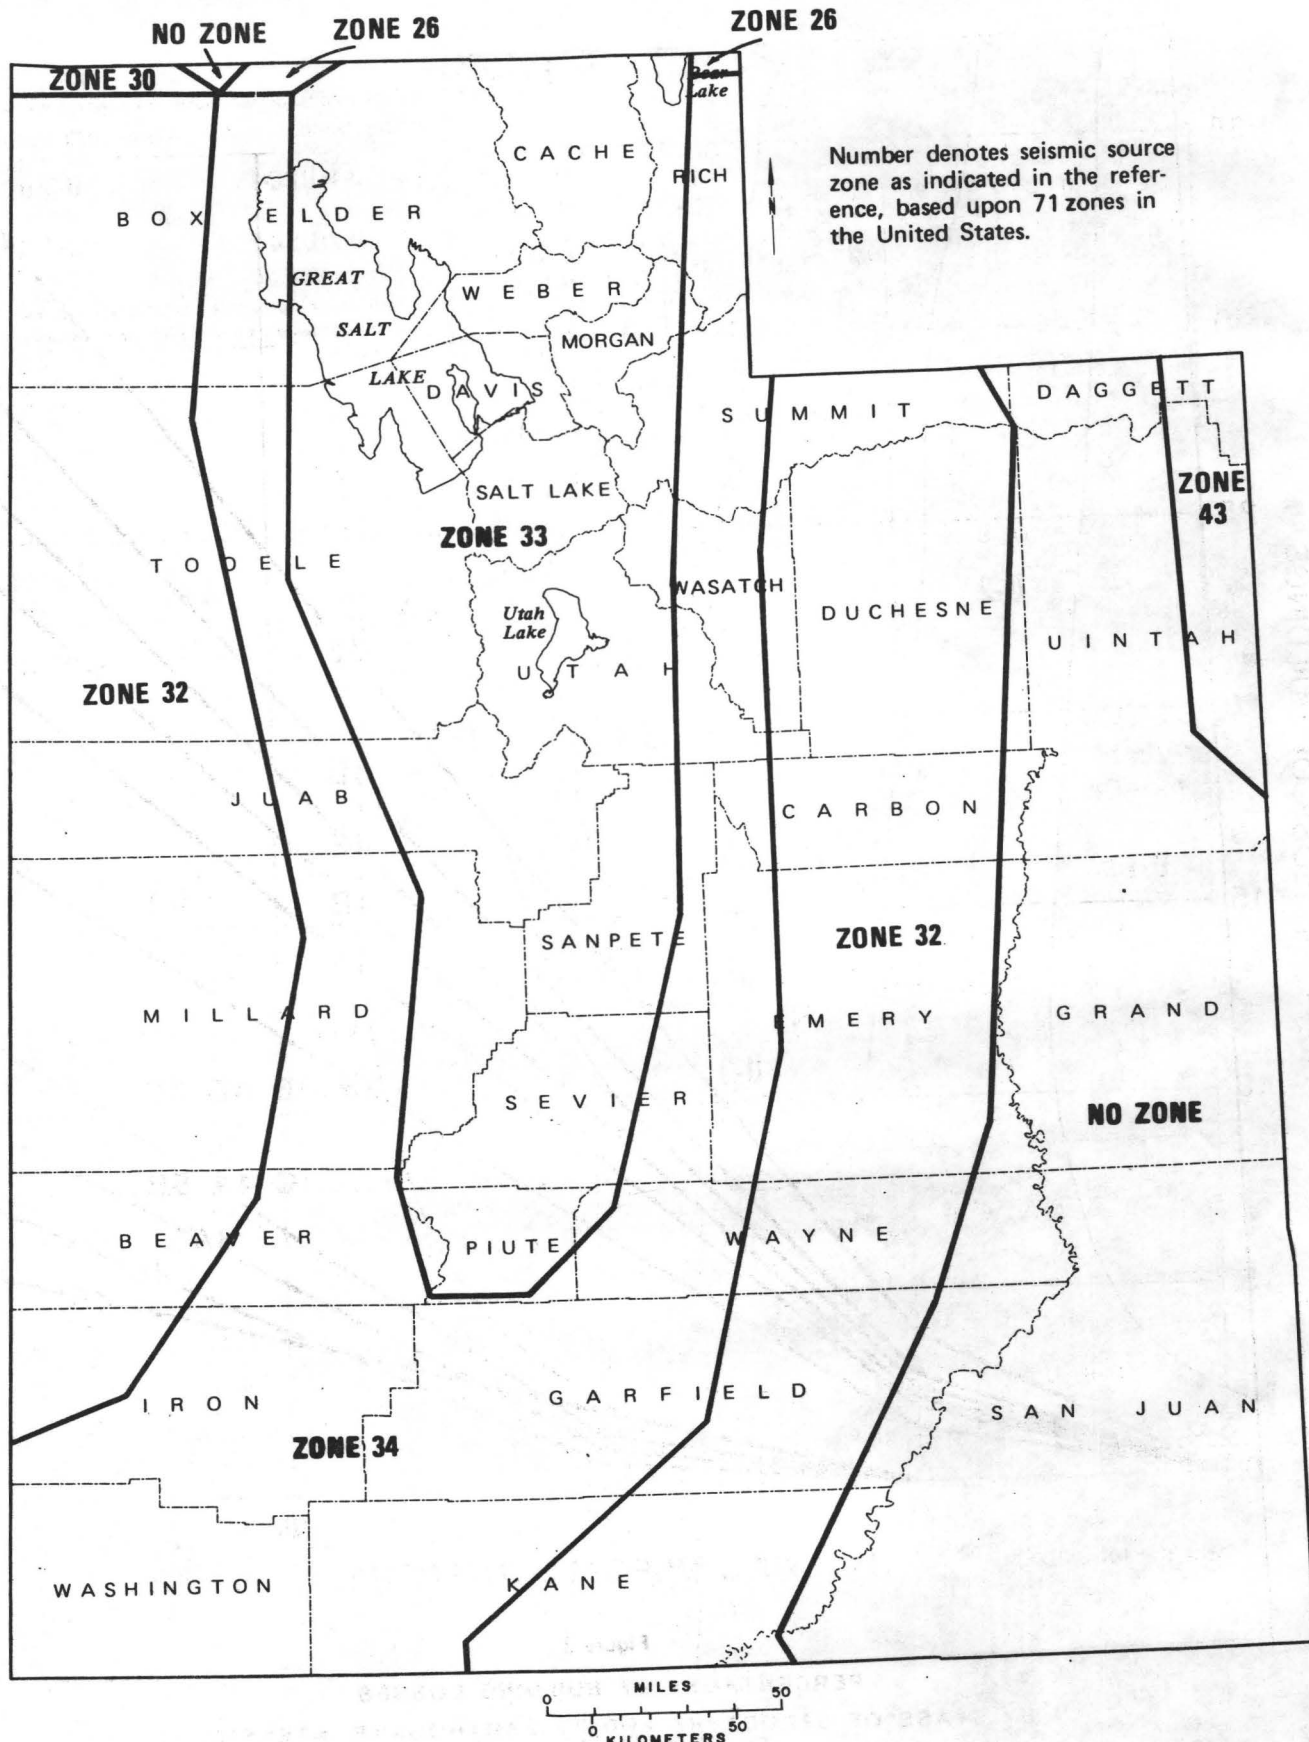 NO ZONE
ZONE 26
ZONE 26
ZONE 30
Bear
Lake
CACHE
RICH
Number denotes seismic source
zone as indicated in the refer-
ence, based upon 71 zones in
the United States.
N
BOX ELDER
GREAT
SALT
LAKE
WEBER
MORGAN
DAVIS
SUMMIT
DAGGETT
SALT LAKE
ZONE 33
ZONE
43
TOOELE
WASATCH
DUCHESNE
Utah
Lake
UTAH
UINTAH
ZONE 32
JUAB
CARBON
SANPETE
ZONE 32
MILLARD
EMERY
GRAND
SEVIER
NO ZONE
BEAVER
PIUTE
WAYNE
IRON
GARFIELD
SAN JUAN
ZONE 34
WASHINGTON
KANE
MILES
0 50
0 50
KILOMETERS